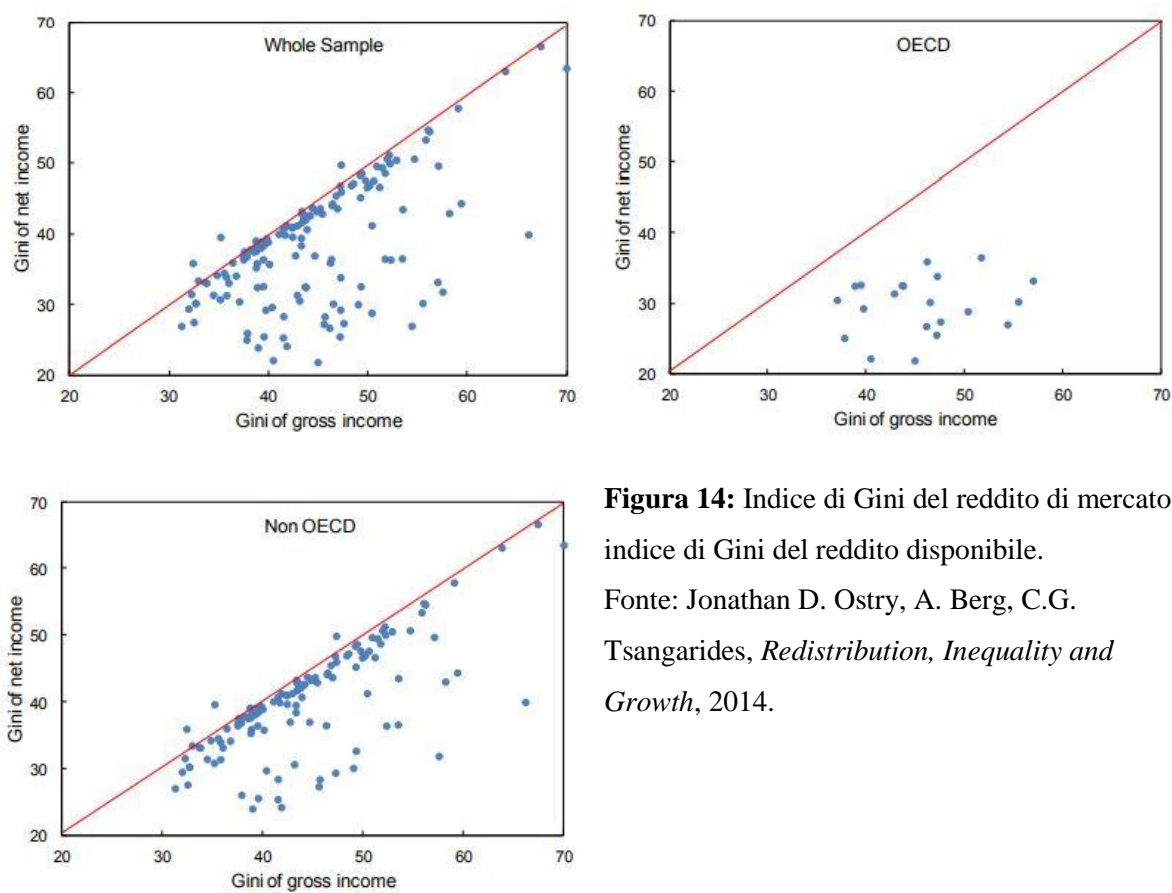 70
60
50
40
30
20
Gini of net income
Whole Sample
20 30 40 50 60 70
Gini of gross income
70
60
50
40
30
20
Gini of net income
OECD
20 30 40 50 60 70
Gini of gross income
70
60
50
40
30
20
Gini of net income
Non OECD
20 30 40 50 60 70
Gini of gross income
Figura 14: Indice di Gini del reddito di mercato
indice di Gini del reddito disponibile.
Fonte: Jonathan D. Ostry, A. Berg, C.G.
Tsangarides, Redistribution, Inequality and
Growth, 2014.